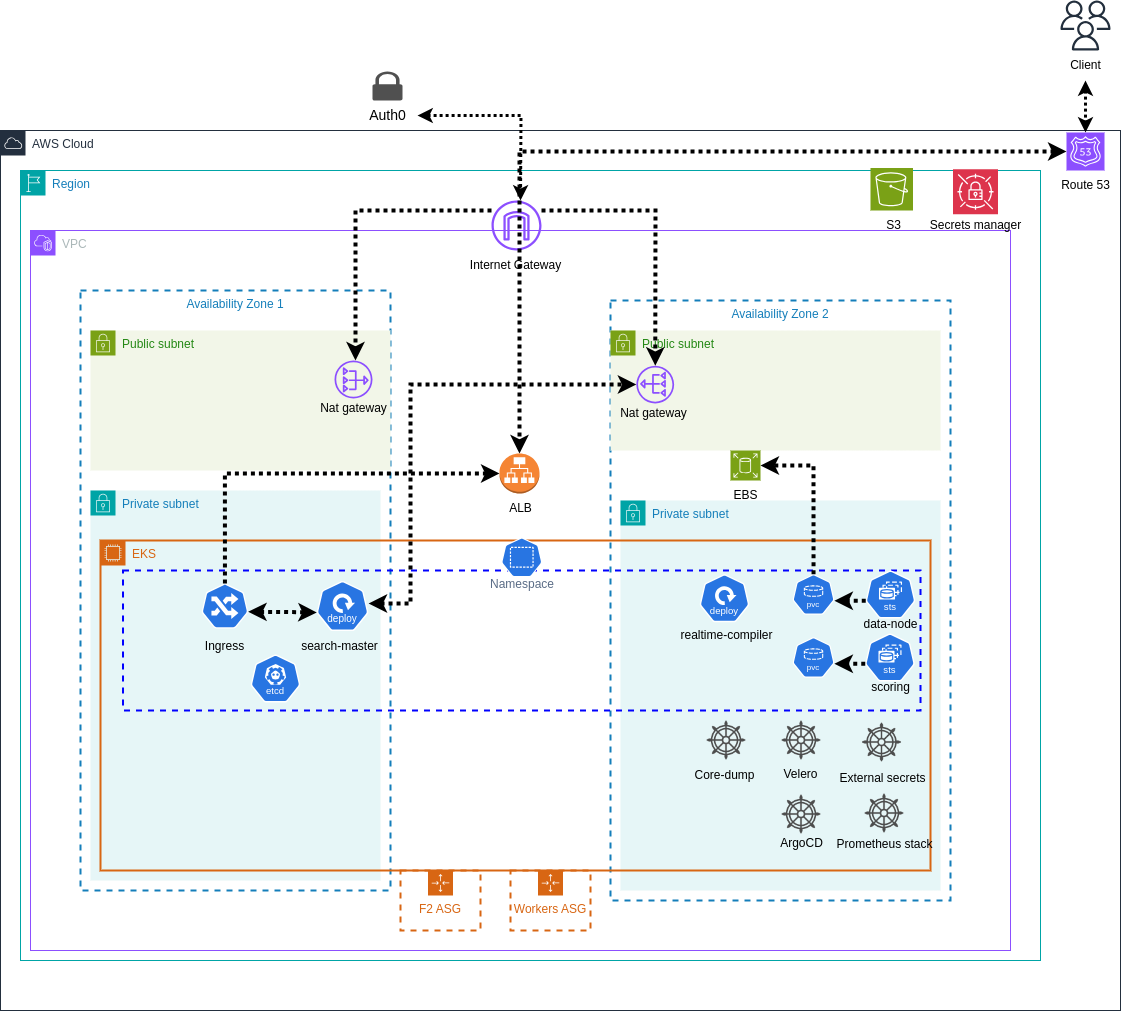 Client
Auth0
AWS Cloud
53
Route 53
Region
S3
Secrets manager
VPC
Internet Gateway
Availability Zone 1
Availability Zone 2
Public subnet
Public subnet
Nat gateway
Nat gateway
ALB
EBS
Private subnet
Private subnet
EKS
Namespace
Ingress
deploy
search-master
etcd
deploy
realtime-compiler
pvc
sts
data-node
pvc
sts
scoring
Core-dump
Velero
External secrets
ArgoCD
Prometheus stack
F2 ASG
Workers ASG